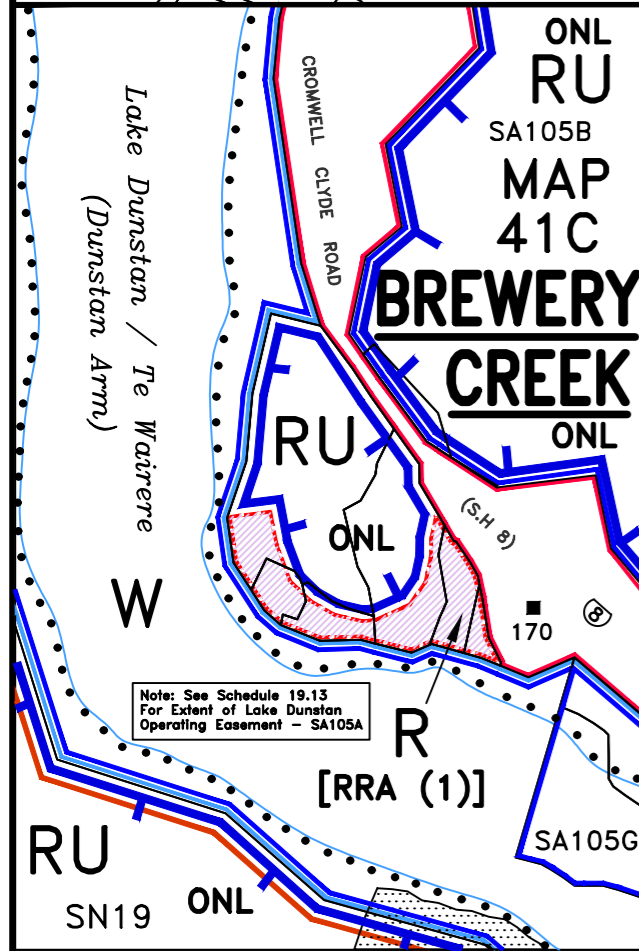 ONL
RU
SA105B
MAP
41C
BREWERY
CREEK
ONL
CROMWELL CLYDE ROAD
Lake Dunstan / Te Wairere
(Dunstan Arm)
RU
ONL
(S.H 8)
8
170
W
Note: See Schedule 19.13
For Extent of Lake Dunstan
Operating Easement – SA105A
R
[RRA (1)]
SA105G
RU
ONL
SN19